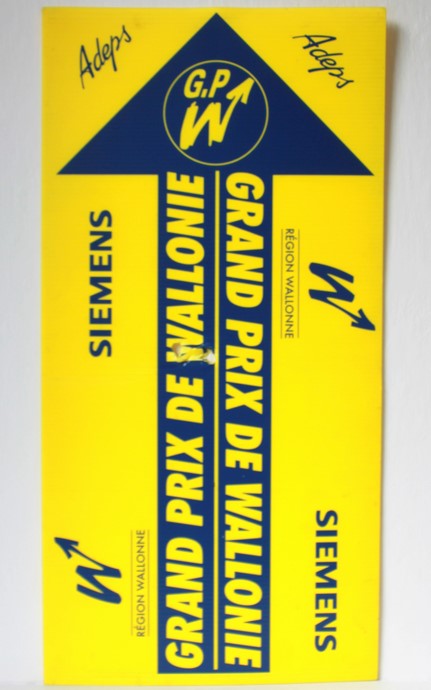 Adeps
Adeps
G.P
W
GRAND PRIX DE WALLONIE
GRAND PRIX DE WALLONIE
SIEMENS
W
RÉGION WALLONNE
W
RÉGION WALLONNE
SIEMENS